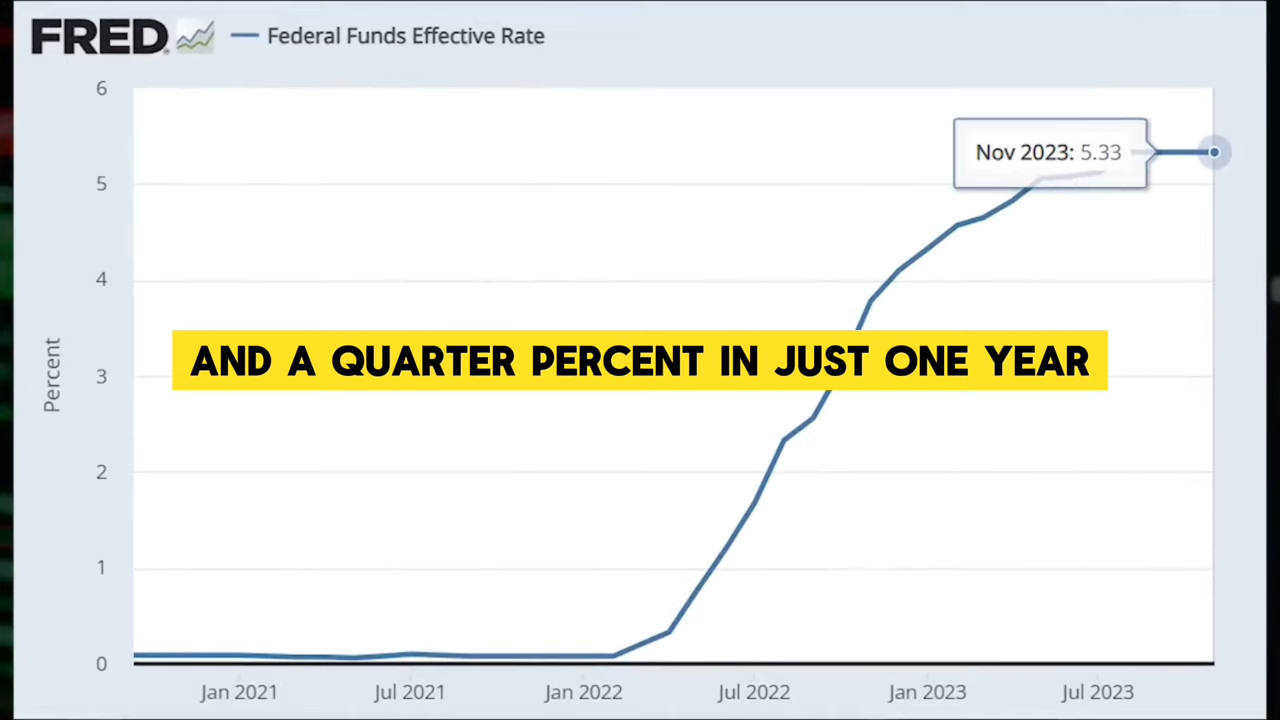 FRED
Federal Funds Effective Rate
6
Nov 2023: 5.33
5
4
AND A QUARTER PERCENT IN JUST ONE YEAR
3
Percent
2
1
0
Jan 2021 Jul 2021 Jan 2022 Jul 2022 Jan 2023 Jul 2023